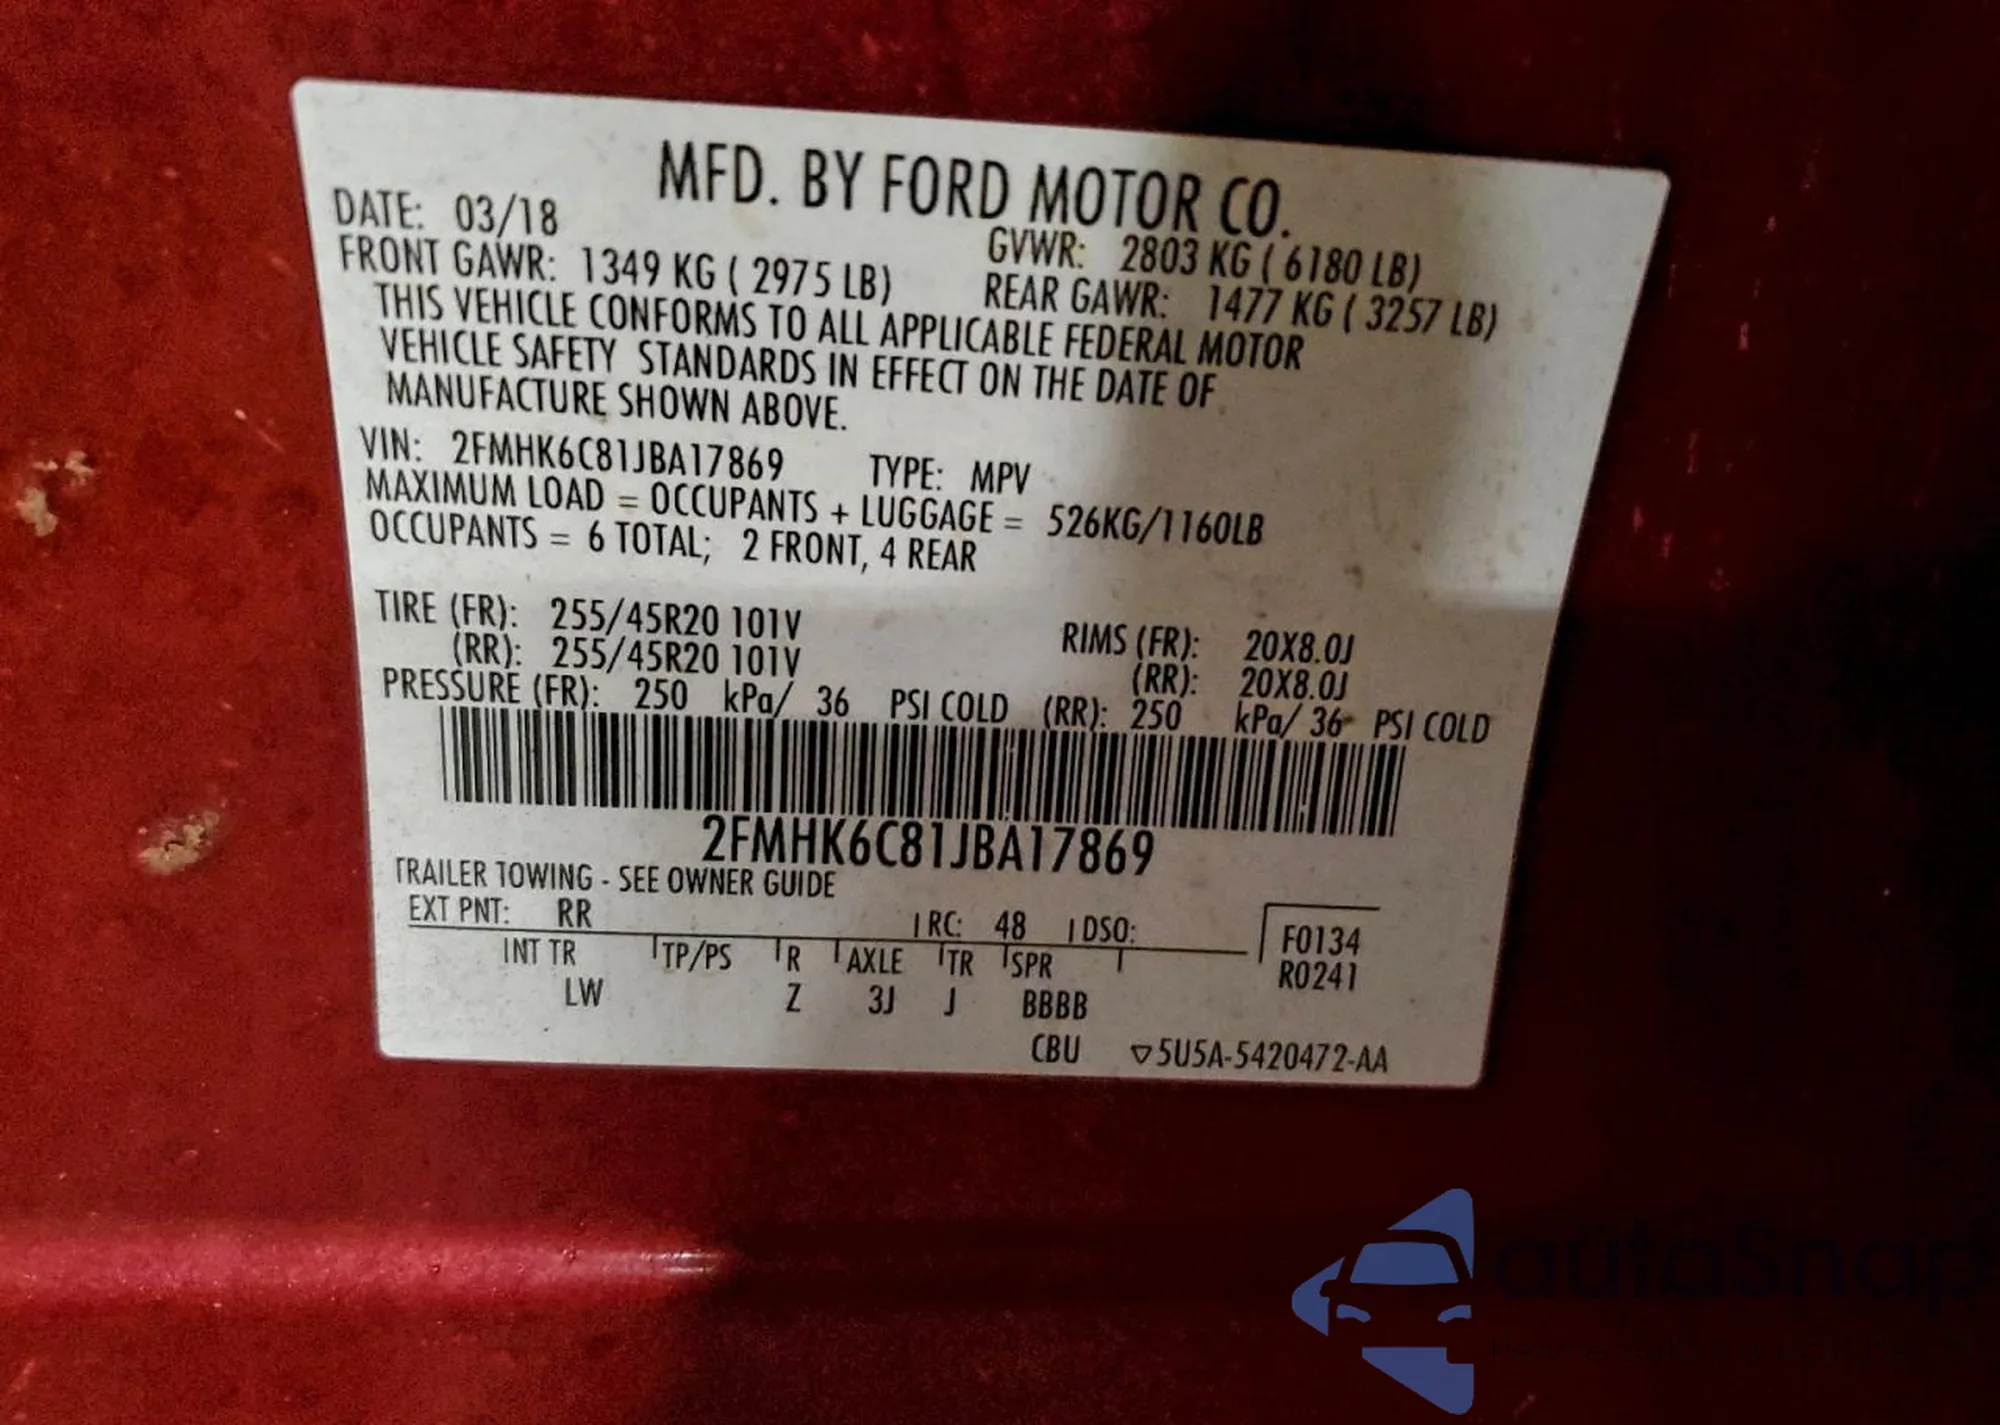 MFD. BY FORD MOTOR CO.
DATE: 03/18 GVWR: 2803 KG ( 6180 LB)
FRONT GAWR: 1349 KG ( 2975 LB) REAR GAWR: 1477 KG ( 3257 LB)
THIS VEHICLE CONFORMS TO ALL APPLICABLE FEDERAL MOTOR
VEHICLE SAFETY STANDARDS IN EFFECT ON THE DATE OF
MANUFACTURE SHOWN ABOVE.
VIN: 2FMHK6C81JBA17869 TYPE: MPV
MAXIMUM LOAD = OCCUPANTS + LUGGAGE = 526KG/1160LB
OCCUPANTS = 6 TOTAL; 2 FRONT, 4 REAR
TIRE (FR): 255/45R20 101V RIMS (FR): 20X8.0J
(RR): 255/45R20 101V (RR): 20X8.0J
PRESSURE (FR): 250 kPa/ 36 PSI COLD (RR): 250 kPa/ 36 PSI COLD
2FMHK6C81JBA17869
TRAILER TOWING - SEE OWNER GUIDE
EXT PNT: RR RC: 48 DSO: F0134
INT TR TP/PS R AXLE TR SPR R0241
LW Z 3J J BBBB
CBU ▽5U5A-5420472-AA
autoSnap